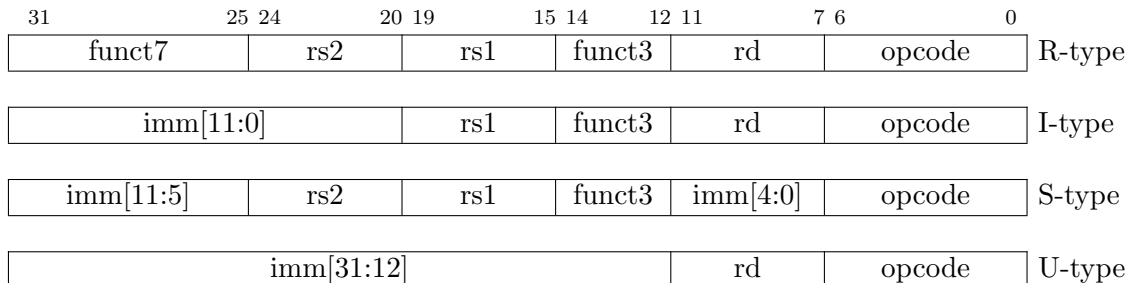 31 25 24 20 19 15 14 12 11 7 6 0
funct7 rs2 rs1 funct3 rd opcode R-type
imm[11:0] rs1 funct3 rd opcode I-type
imm[11:5] rs2 rs1 funct3 imm[4:0] opcode S-type
imm[31:12] rd opcode U-type